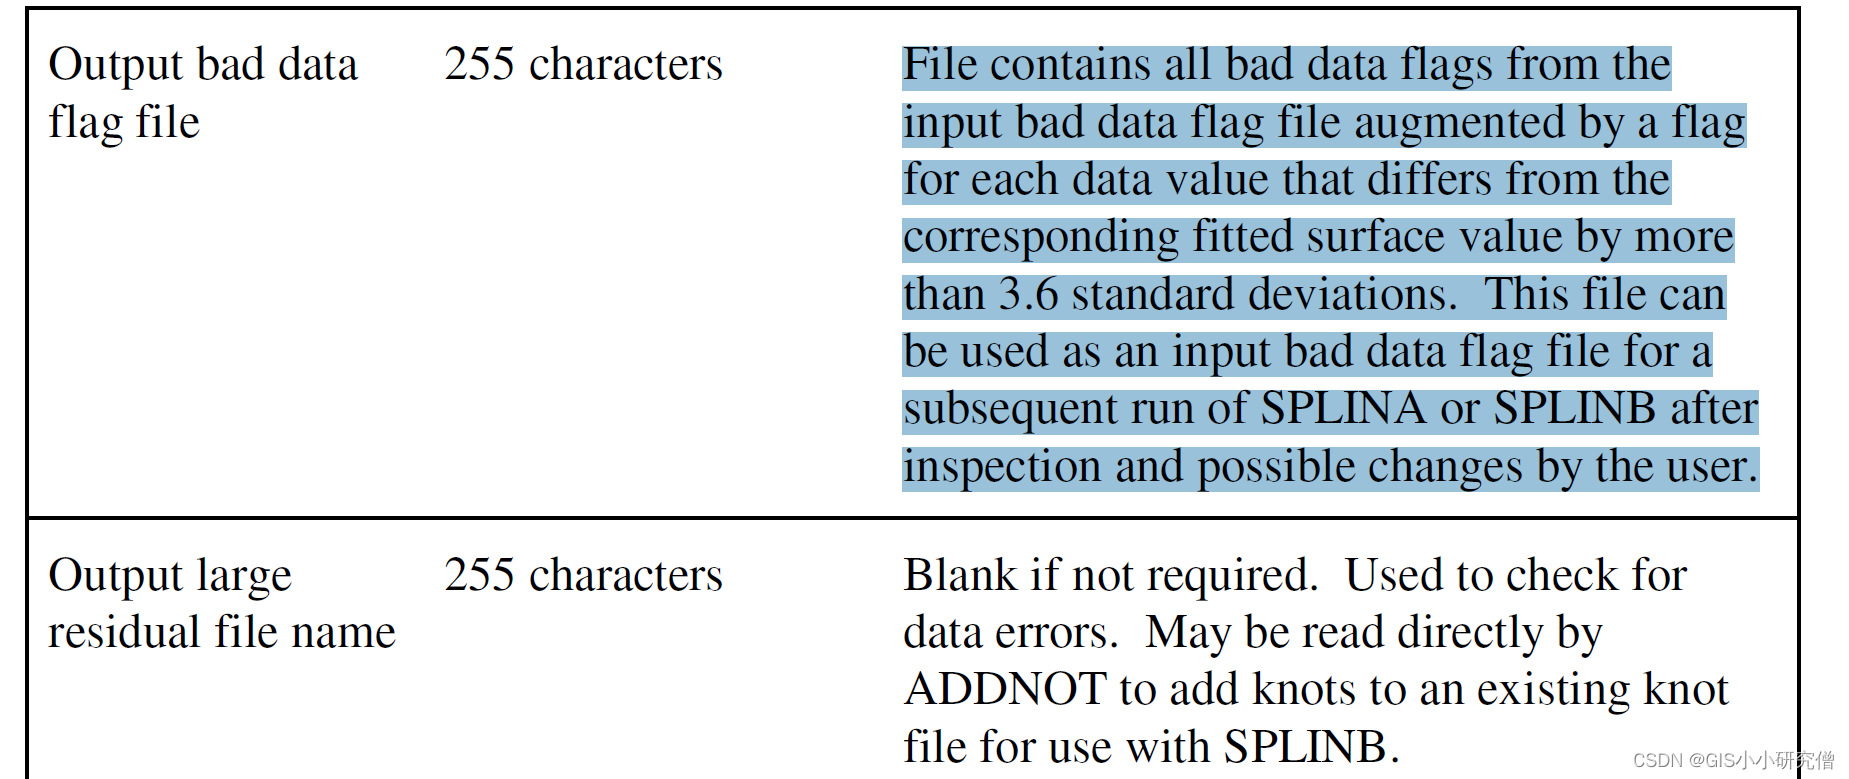 Output bad data
flag file
255 characters
File contains all bad data flags from the
input bad data flag file augmented by a flag
for each data value that differs from the
corresponding fitted surface value by more
than 3.6 standard deviations.  This file can
be used as an input bad data flag file for a
subsequent run of SPLINA or SPLINB after
inspection and possible changes by the user.
Output large
residual file name
255 characters
Blank if not required.  Used to check for
data errors.  May be read directly by
ADDNOT to add knots to an existing knot
file for use with SPLINB.
CSDN @GIS小小研究僧